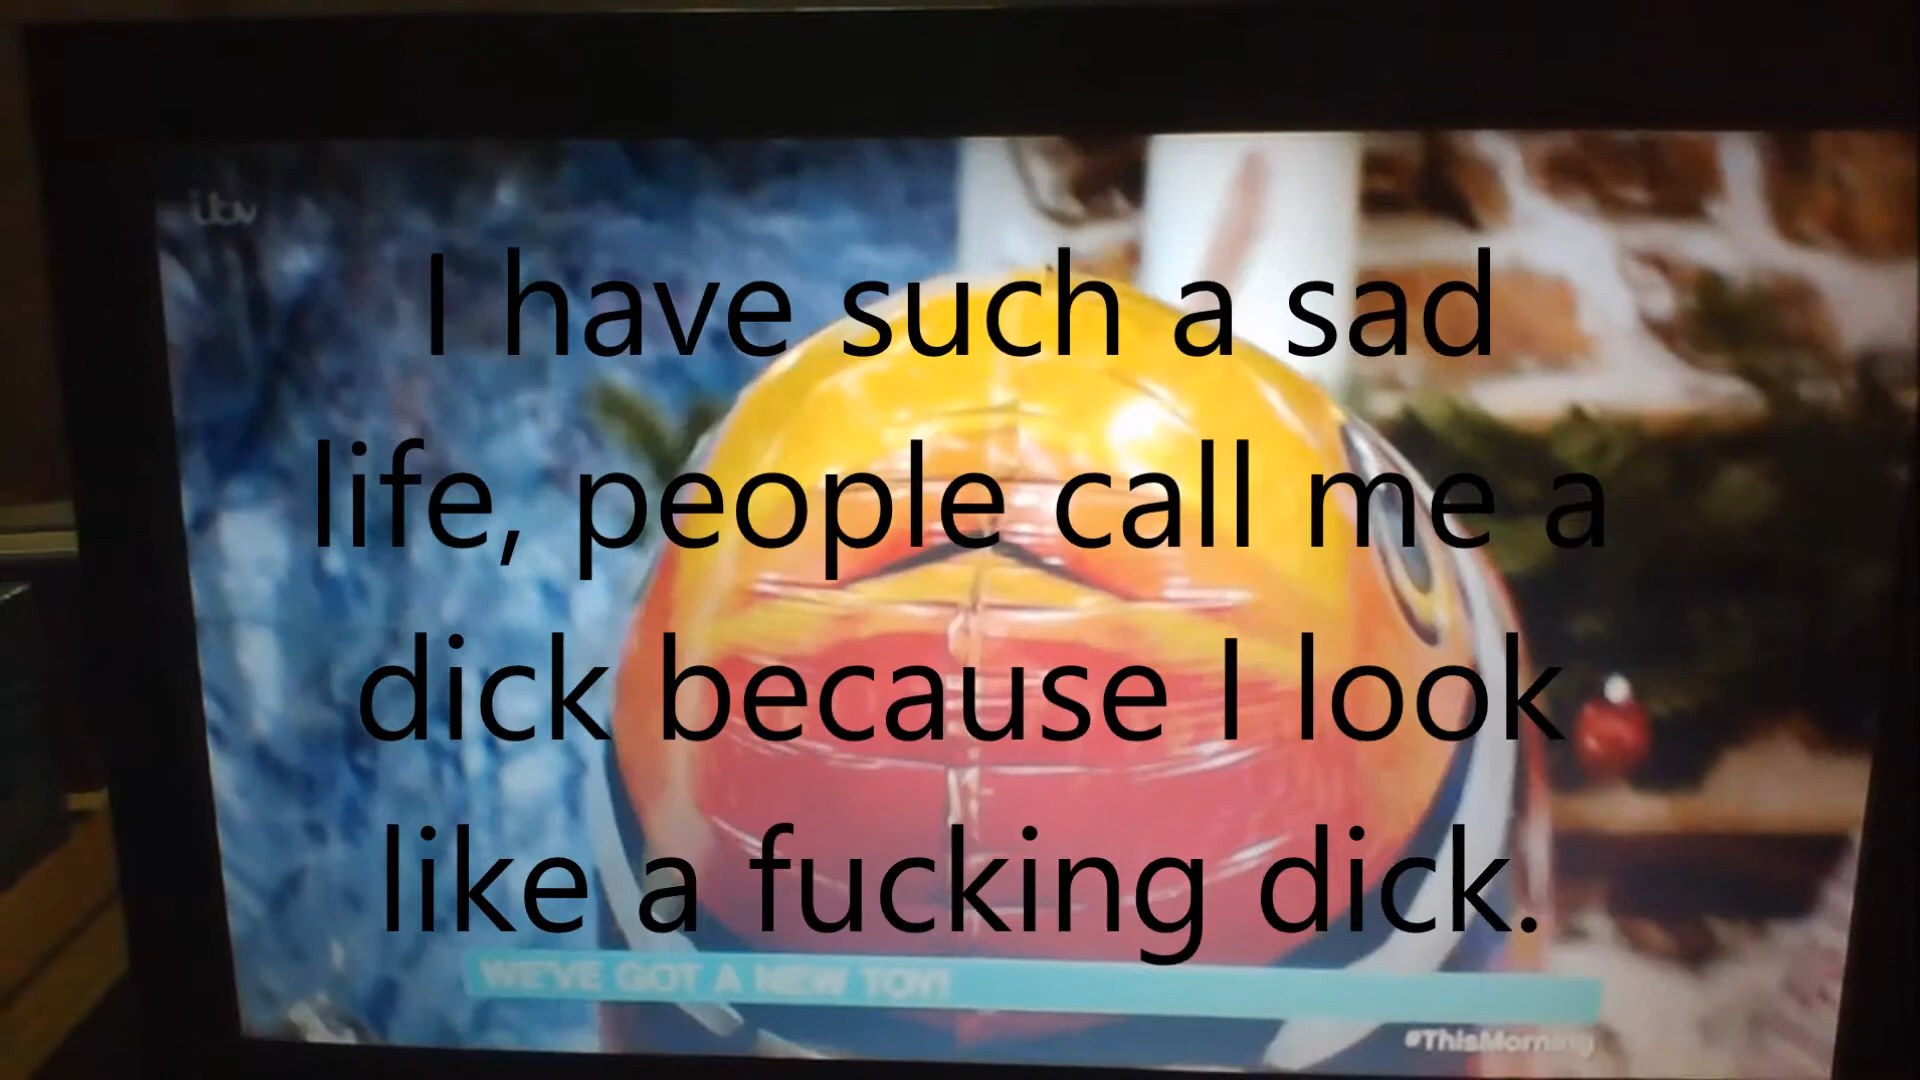 itv
I have such a sad
life, people call me a
dick because I look
like a fucking dick.
WE'VE GOT A NEW TOY!
#ThisMorning